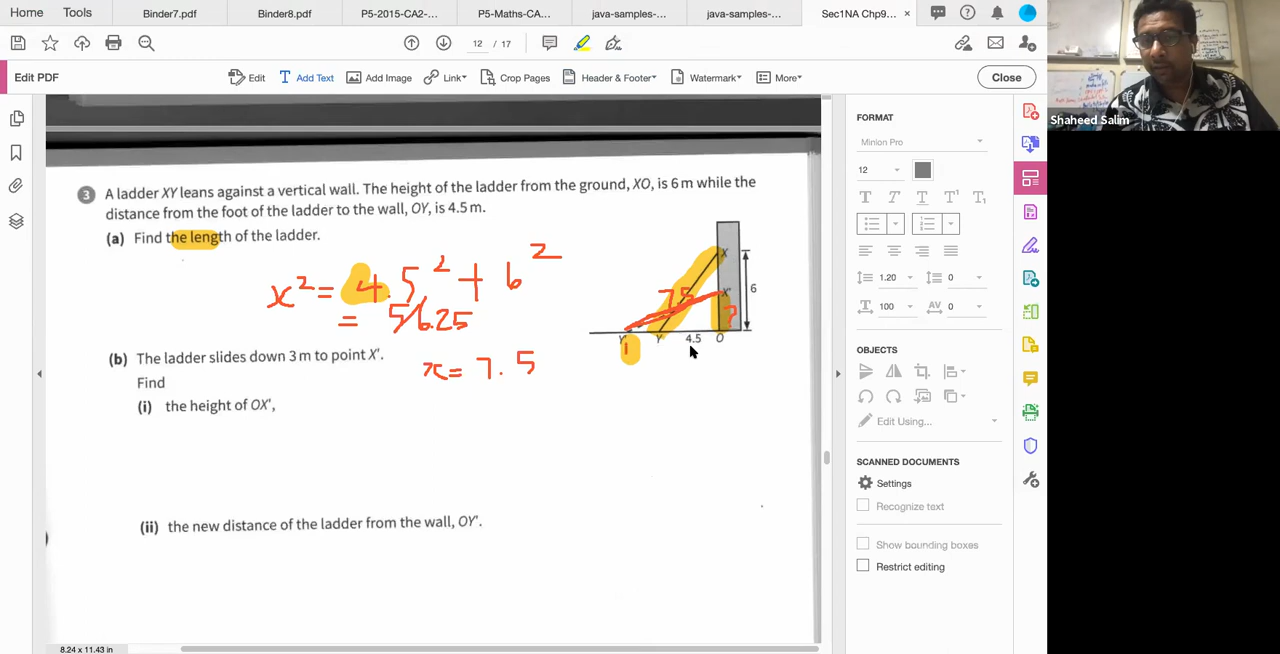 Home Tools Binder7.pdf Binder8.pdf P5-2015-CA2-... P5-Maths-CA... java-samples-... java-samples-... Sec1NA Chp9... ×
12 / 17
Edit PDF Edit Add Text Add Image Link Crop Pages Header & Footer Watermark More Close
Shaheed Salim
3 A ladder XY leans against a vertical wall. The height of the ladder from the ground, XO, is 6 m while the
distance from the foot of the ladder to the wall, OY, is 4.5 m.
(a) Find the length of the ladder.
x² = 4.5² + 6²
=
x = 7.5
X
X'
6
7.5
?
Y' Y 4.5 O
(b) The ladder slides down 3 m to point X'.
Find
(i) the height of OX',
(ii) the new distance of the ladder from the wall, OY'.
8.24 x 11.43 in
FORMAT
Minion Pro
12
T T T T¹ T₁
1.20 0
100 AV 0
OBJECTS
Edit Using...
SCANNED DOCUMENTS
Settings
Recognize text
Show bounding boxes
Restrict editing